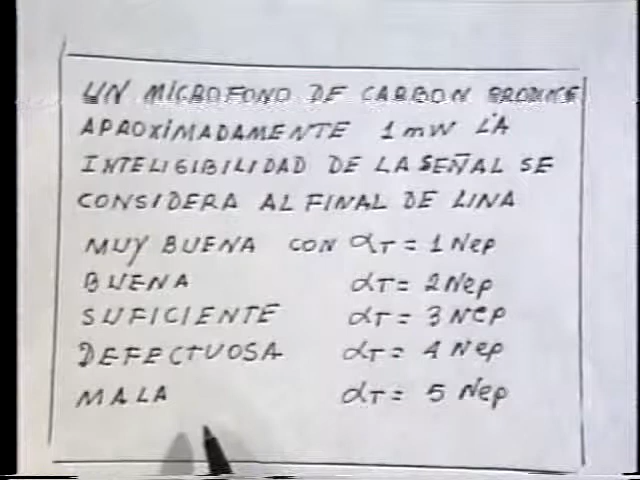 UN MICROFONO DE CARBON PRODUCE
APROXIMADAMENTE 1 mW LA
INTELIGIBILIDAD DE LA SEÑAL SE
CONSIDERA AL FINAL DE LINA
MUY BUENA CON αT = 1 Nep
BUENA αT = 2 Nep
SUFICIENTE αT = 3 Nep
DEFECTUOSA αT = 4 Nep
MALA αT = 5 Nep